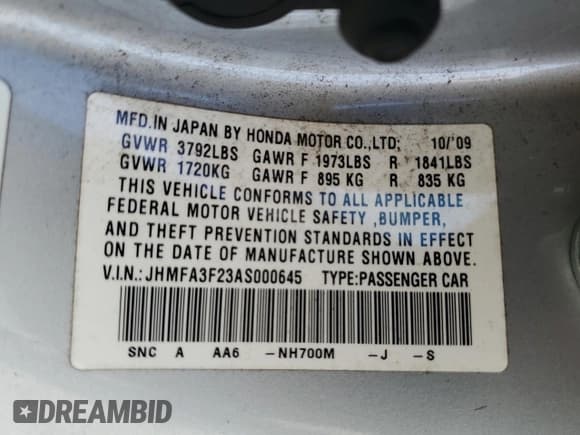 MFD.IN JAPAN BY HONDA MOTOR CO.,LTD; 10/'09
GVWR 3792LBS GAWR F 1973LBS R 1841LBS
GVWR 1720KG GAWR F 895 KG R 835 KG
THIS VEHICLE CONFORMS TO ALL APPLICABLE
FEDERAL MOTOR VEHICLE SAFETY ,BUMPER,
AND THEFT PREVENTION STANDARDS IN EFFECT
ON THE DATE OF MANUFACTURE SHOWN ABOVE.
V.I.N.:JHMFA3F23AS000645 TYPE:PASSENGER CAR
SNC A AA6 -NH700M -J -S
DREAMBID